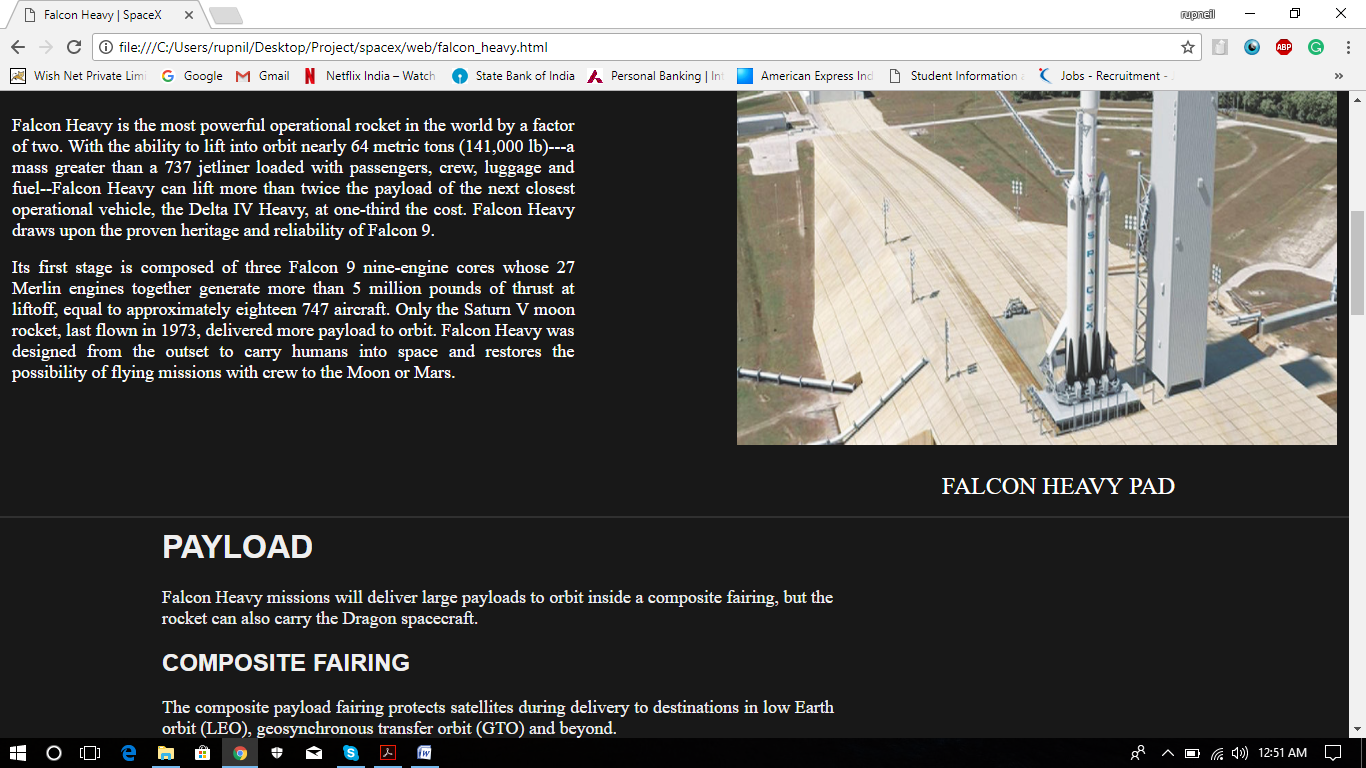 Falcon Heavy | SpaceX
rupneil
file:///C:/Users/rupnil/Desktop/Project/spacex/web/falcon_heavy.html
ABP
Wish Net Private Lim
Google
Gmail
Netflix India – Watch
State Bank of India
Personal Banking | Int
American Express Ind
Student Information
Jobs - Recruitment -
Falcon Heavy is the most powerful operational rocket in the world by a factor
of two. With the ability to lift into orbit nearly 64 metric tons (141,000 lb)---a
mass greater than a 737 jetliner loaded with passengers, crew, luggage and
fuel--Falcon Heavy can lift more than twice the payload of the next closest
operational vehicle, the Delta IV Heavy, at one-third the cost. Falcon Heavy
draws upon the proven heritage and reliability of Falcon 9.
Its first stage is composed of three Falcon 9 nine-engine cores whose 27
Merlin engines together generate more than 5 million pounds of thrust at
liftoff, equal to approximately eighteen 747 aircraft. Only the Saturn V moon
rocket, last flown in 1973, delivered more payload to orbit. Falcon Heavy was
designed from the outset to carry humans into space and restores the
possibility of flying missions with crew to the Moon or Mars.
SPACEX
FALCON HEAVY PAD
PAYLOAD
Falcon Heavy missions will deliver large payloads to orbit inside a composite fairing, but the
rocket can also carry the Dragon spacecraft.
COMPOSITE FAIRING
The composite payload fairing protects satellites during delivery to destinations in low Earth
orbit (LEO), geosynchronous transfer orbit (GTO) and beyond.
12:51 AM